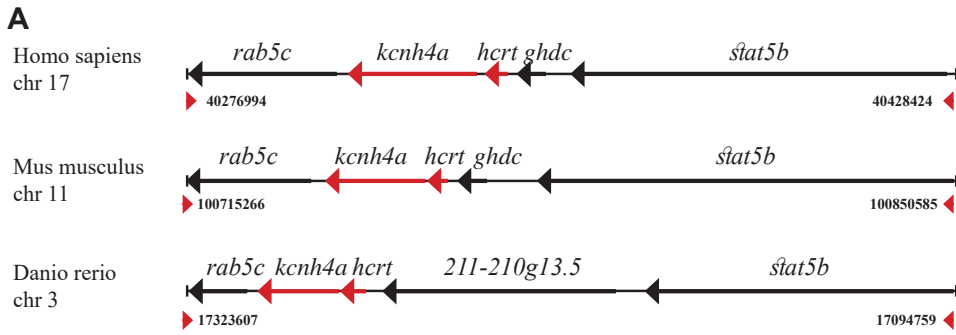 A
Homo sapiens
chr 17
rab5c kcnh4a hcrt ghdc stat5b
40276994 40428424
Mus musculus
chr 11
rab5c kcnh4a hcrt ghdc stat5b
100715266 100850585
Danio rerio
chr 3
rab5c kcnh4a hcrt 211-210g13.5 stat5b
17323607 17094759